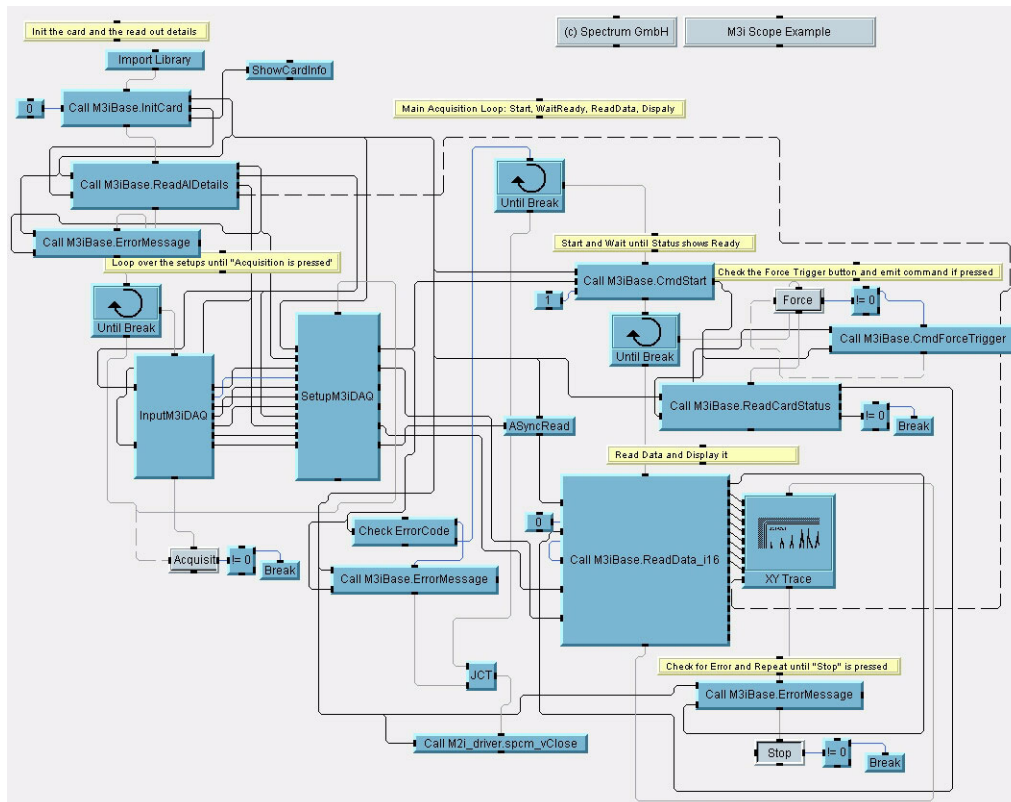 Init the card and the read out details
(c) Spectrum GmbH
M3i Scope Example
Import Library
ShowCardInfo
0
Call M3iBase.InitCard
Main Acquisition Loop: Start, WaitReady, ReadData, Dispaly
Call M3iBase.ReadAIDetails
Until Break
Call M3iBase.ErrorMessage
Loop over the setups until "Acquisition is pressed"
Start and Wait until Status shows Ready
Check the Force Trigger button and emit command if pressed
Call M3iBase.CmdStart
1
Force
!= 0
Until Break
Until Break
Call M3iBase.CmdForceTrigger
InputM3iDAQ
SetupM3iDAQ
Call M3iBase.ReadCardStatus
!= 0
Break
ASyncRead
Read Data and Display it
0
Check ErrorCode
Call M3iBase.ReadData_i16
XY Trace
Acquisit
!= 0
Break
Call M3iBase.ErrorMessage
JCT
Check for Error and Repeat until "Stop" is pressed
Call M3iBase.ErrorMessage
Call M2i_driver.spcm_vClose
Stop
!= 0
Break